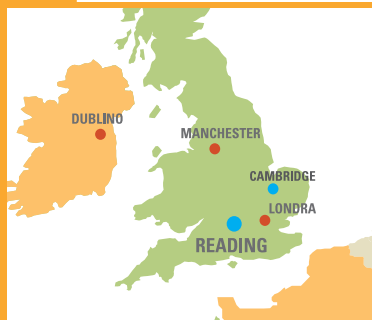 DUBLINO
MANCHESTER
CAMBRIDGE
LONDRA
READING